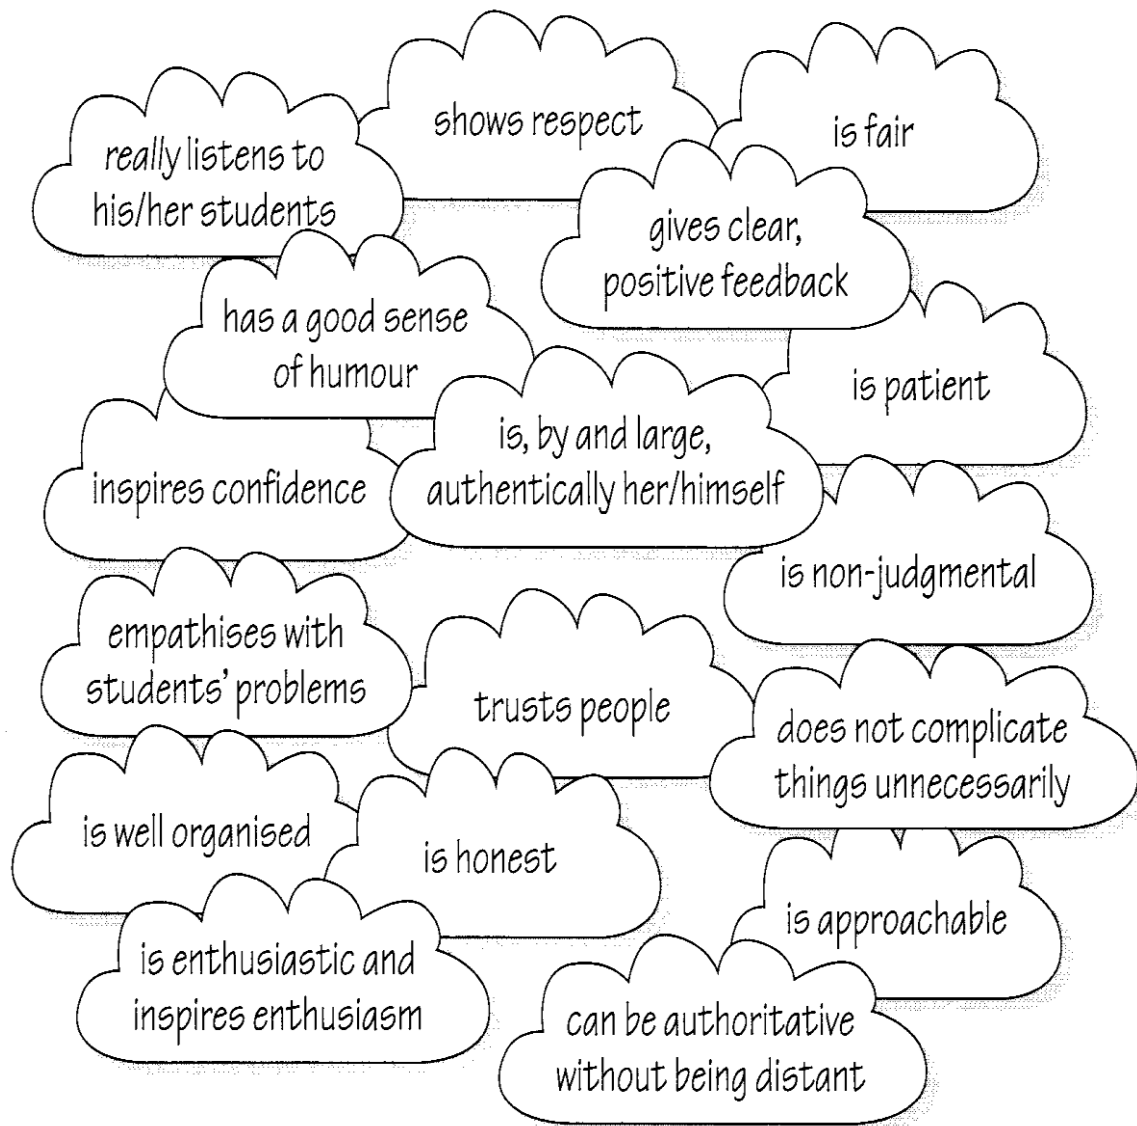 shows respect
is fair
really listens to
his/her students
gives clear,
positive feedback
has a good sense
of humour
is patient
is, by and large,
authentically her/himself
inspires confidence
is non-judgmental
empathises with
students' problems
trusts people
does not complicate
things unnecessarily
is well organised
is honest
is approachable
is enthusiastic and
inspires enthusiasm
can be authoritative
without being distant